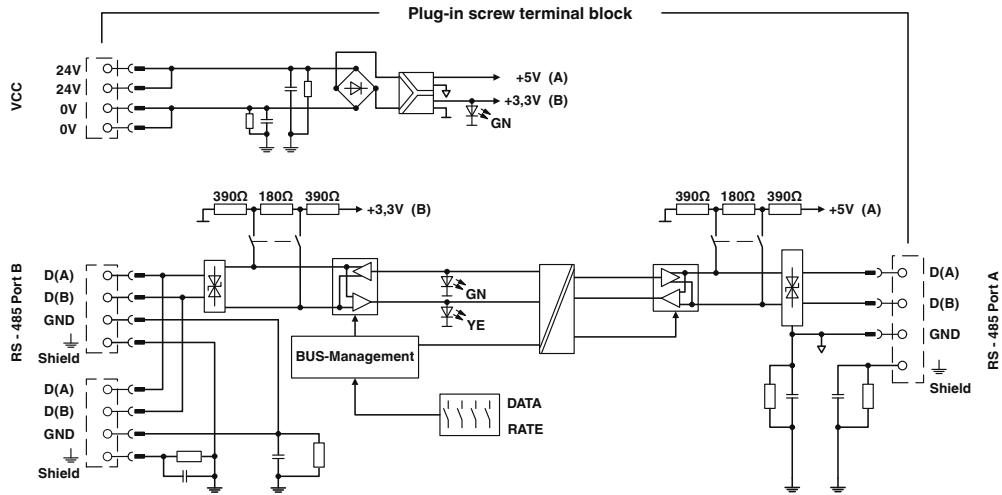 Plug-in screw terminal block
VCC
24V
24V
0V
0V
+5V (A)
+3,3V (B)
GN
390Ω 180Ω 390Ω
+3,3V (B)
390Ω 180Ω 390Ω
+5V (A)
RS - 485 Port B
D(A)
D(B)
GND
Shield
D(A)
D(B)
GND
Shield
GN
YE
BUS-Management
DATA
RATE
D(A)
D(B)
GND
Shield
RS - 485 Port A